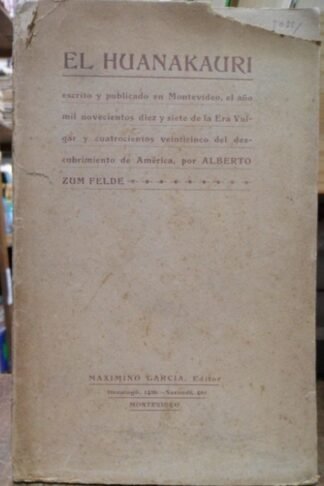 EL HUANAKAURI
escrito y publicado en Montevideo, el año
mil novecientos diez y siete de la Era Vul-
gar y cuatrocientos veinticinco del des-
cubrimiento de América, por ALBERTO
ZUM FELDE
MAXIMINO GARCIA, Editor
Sarandí,
MONTEVIDEO